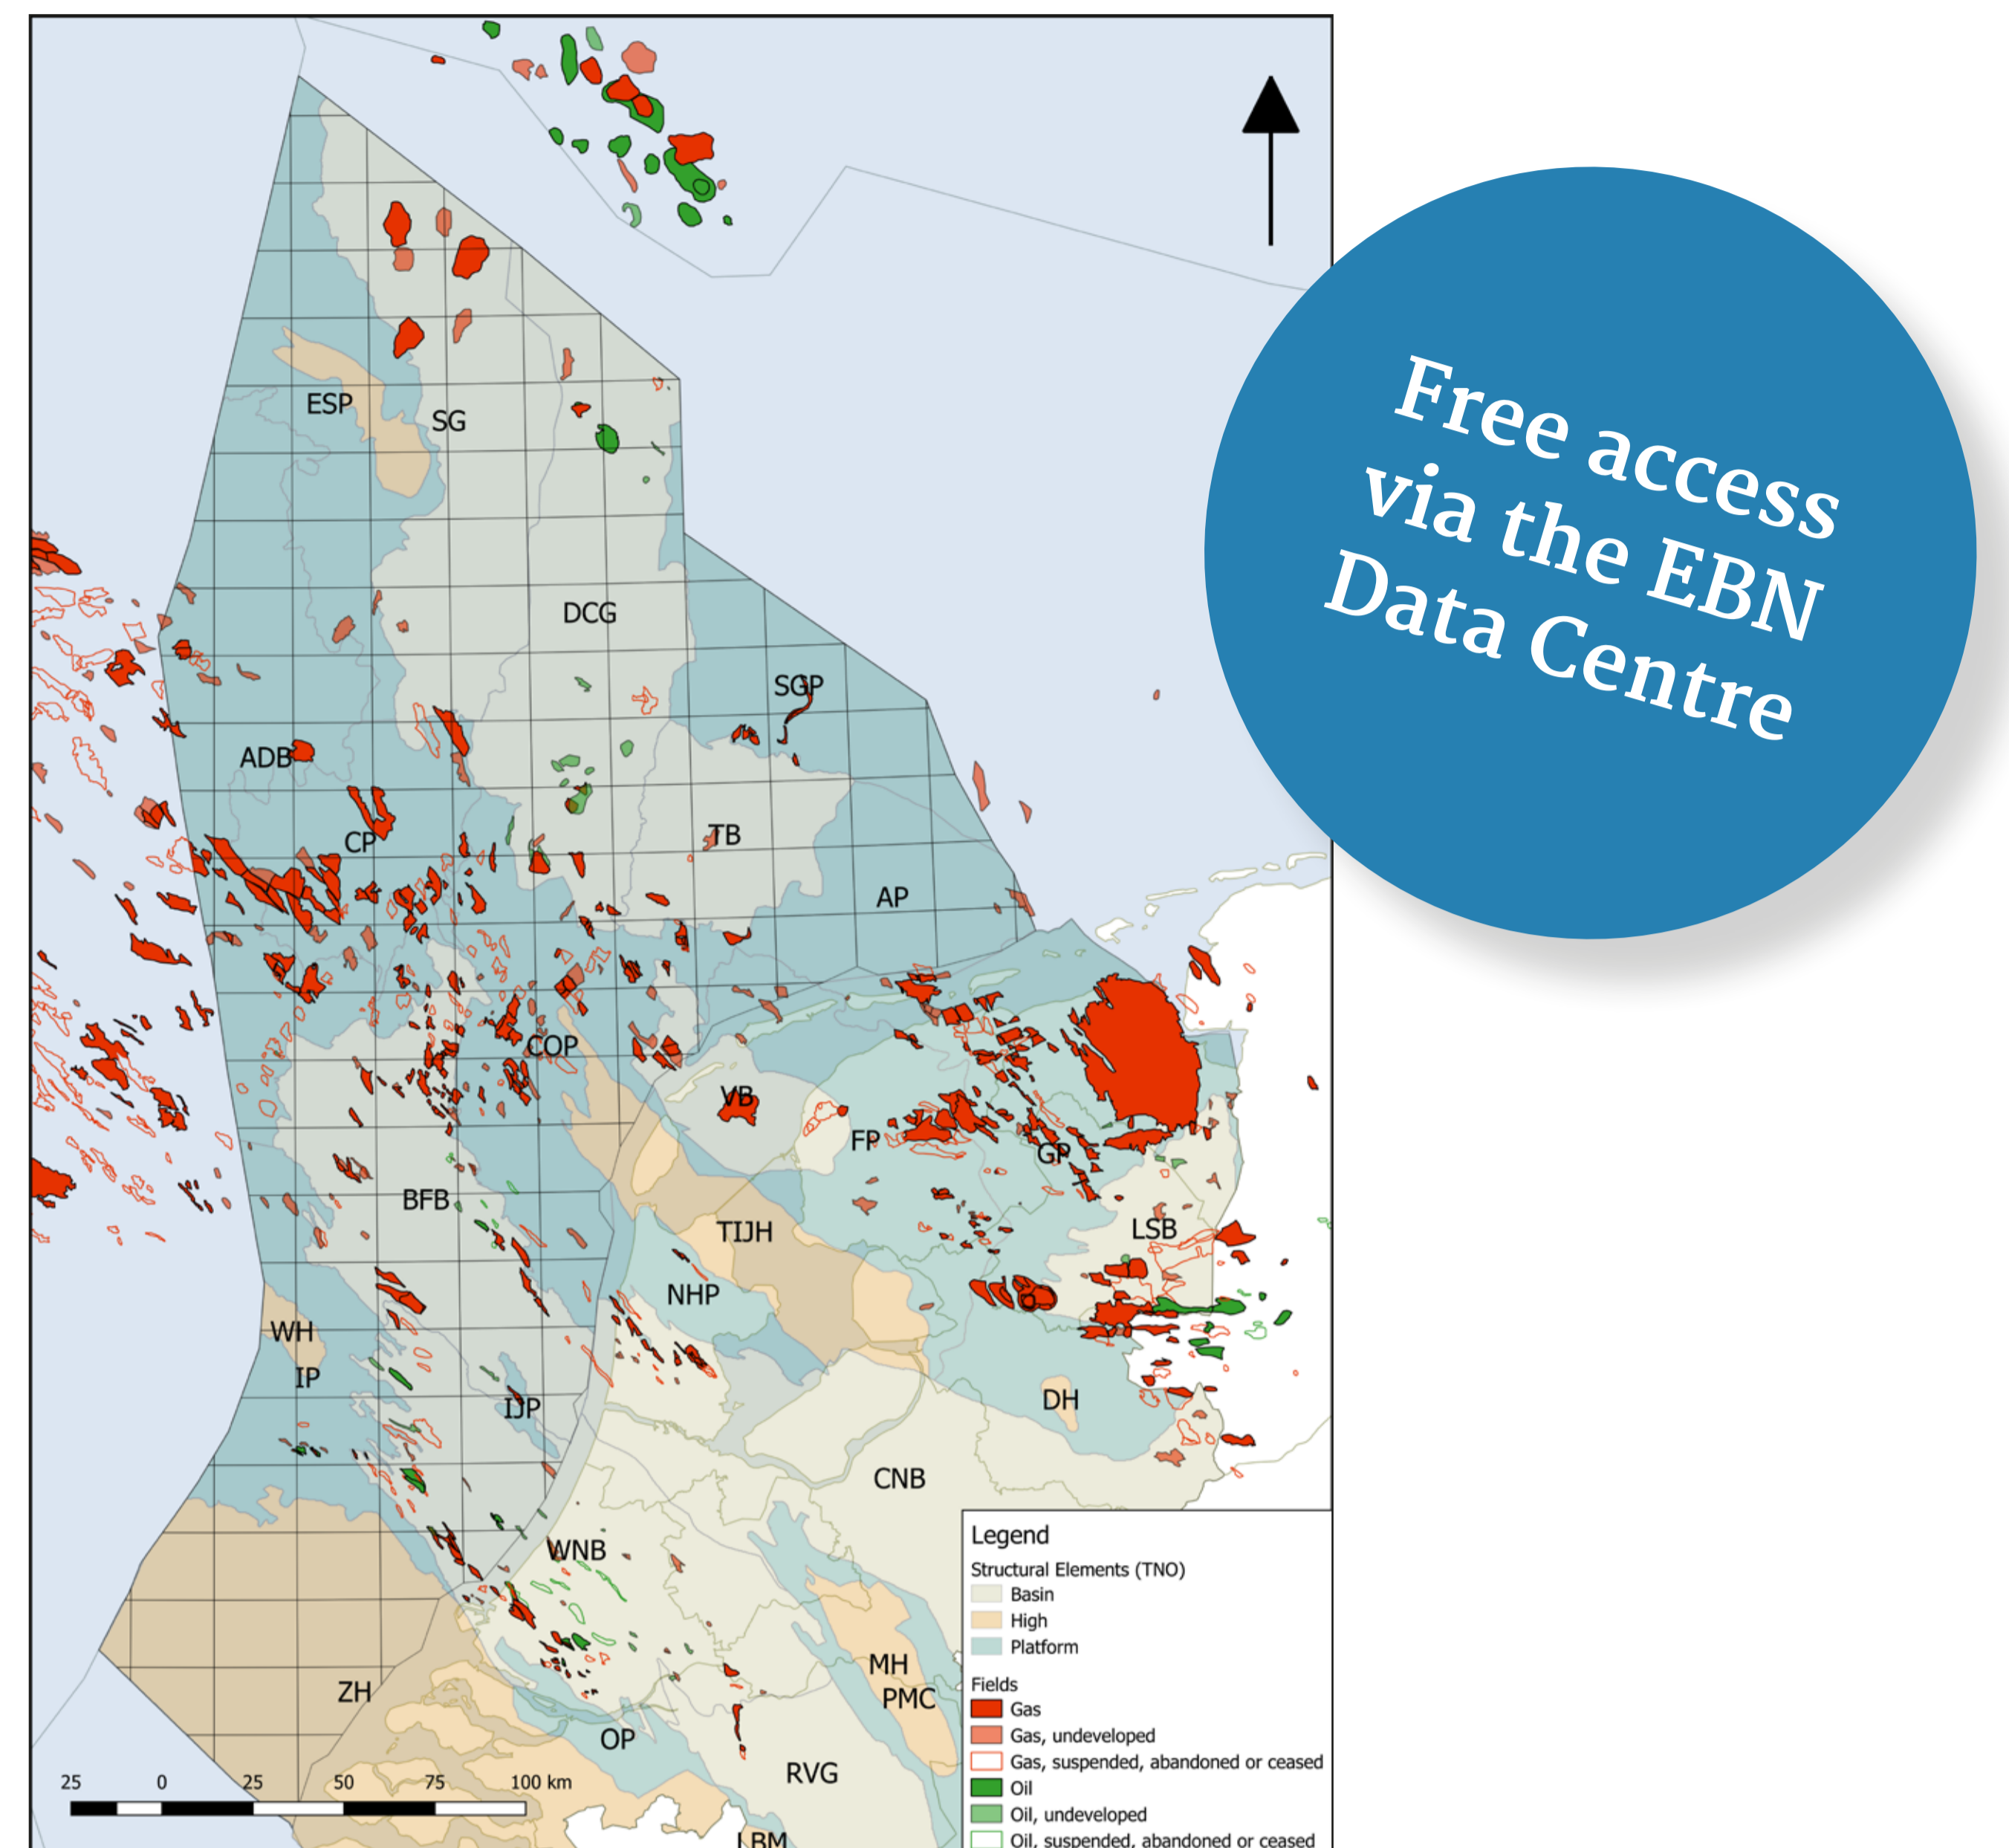 Free access
via the EBN
Data Centre
ESP
SG
DCG
SGP
ADB
CP
TB
AP
COP
VB
FP
GP
BFB
TIJH
LSB
NHP
WH
IP
IJP
DH
CNB
WNB
MH
PMC
ZH
OP
RVG
LBM
25 0 25 50 75 100 km
Legend
Structural Elements (TNO)
Basin
High
Platform
Fields
Gas
Gas, undeveloped
Gas, suspended, abandoned or ceased
Oil
Oil, undeveloped
Oil, suspended, abandoned or ceased